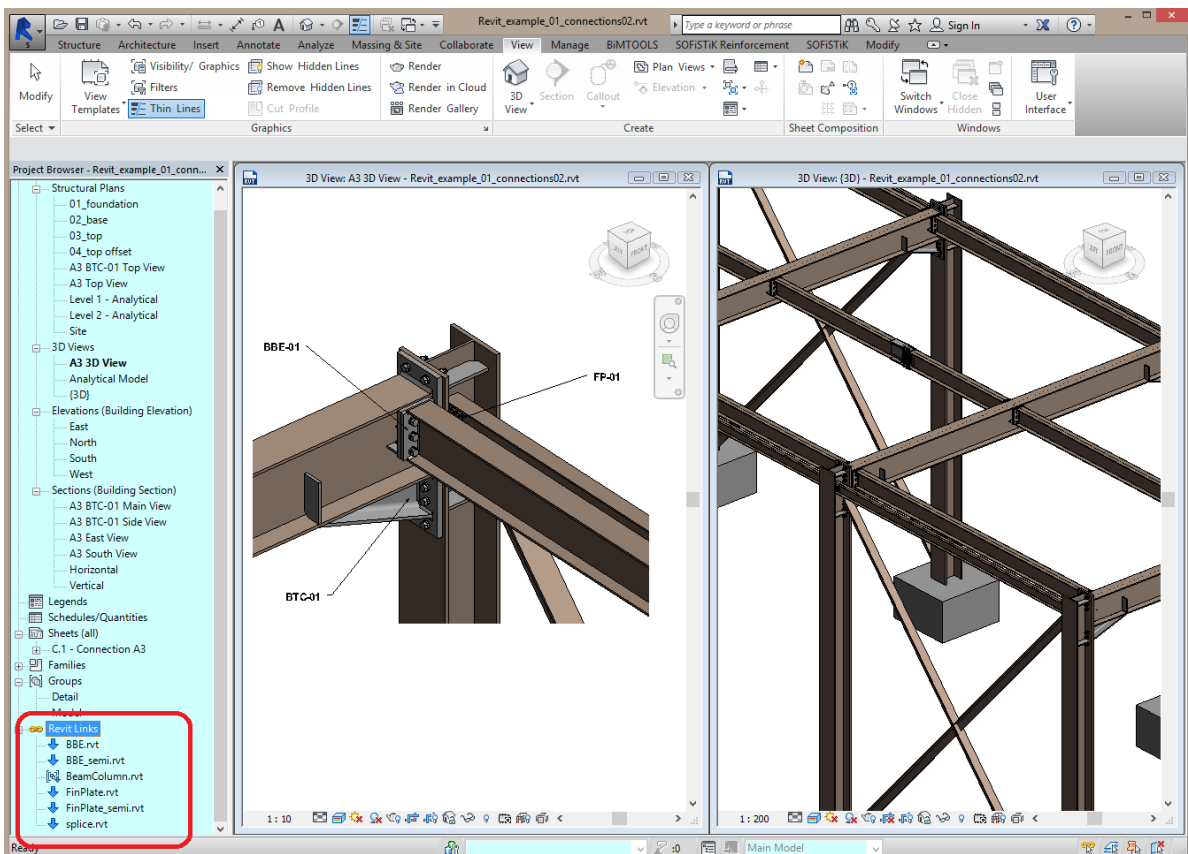 Revit_example_01_connections02.rvt
Type a keyword or phrase
Sign In
S
Structure Architecture Insert Annotate Analyze Massing & Site Collaborate View Manage BiMTOOLS SOFiSTiK Reinforcement SOFiSTiK Modify
Modify
View Templates
Visibility/ Graphics
Filters
Thin Lines
Show Hidden Lines
Remove Hidden Lines
Cut Profile
Render
Render in Cloud
Render Gallery
3D View
Section
Callout
Plan Views
Elevation
Switch Windows
Close Hidden
User Interface
Select
Graphics
Create
Sheet Composition
Windows
Project Browser - Revit_example_01_conn...
Structural Plans
01_foundation
02_base
03_top
04_top offset
A3 BTC-01 Top View
A3 Top View
Level 1 - Analytical
Level 2 - Analytical
Site
3D Views
A3 3D View
Analytical Model
{3D}
Elevations (Building Elevation)
East
North
South
West
Sections (Building Section)
A3 BTC-01 Main View
A3 BTC-01 Side View
A3 East View
A3 South View
Horizontal
Vertical
Legends
Schedules/Quantities
Sheets (all)
C.1 - Connection A3
Families
Groups
Detail
Model
Revit Links
BBE.rvt
BBE_semi.rvt
BeamColumn.rvt
FinPlate.rvt
FinPlate_semi.rvt
splice.rvt
3D View: A3 3D View - Revit_example_01_connections02.rvt
TOP
FRONT
BBE-01
FP-01
BTC-01
1 : 10
3D View: {3D} - Revit_example_01_connections02.rvt
FRONT
1 : 200
Ready
:0
Main Model